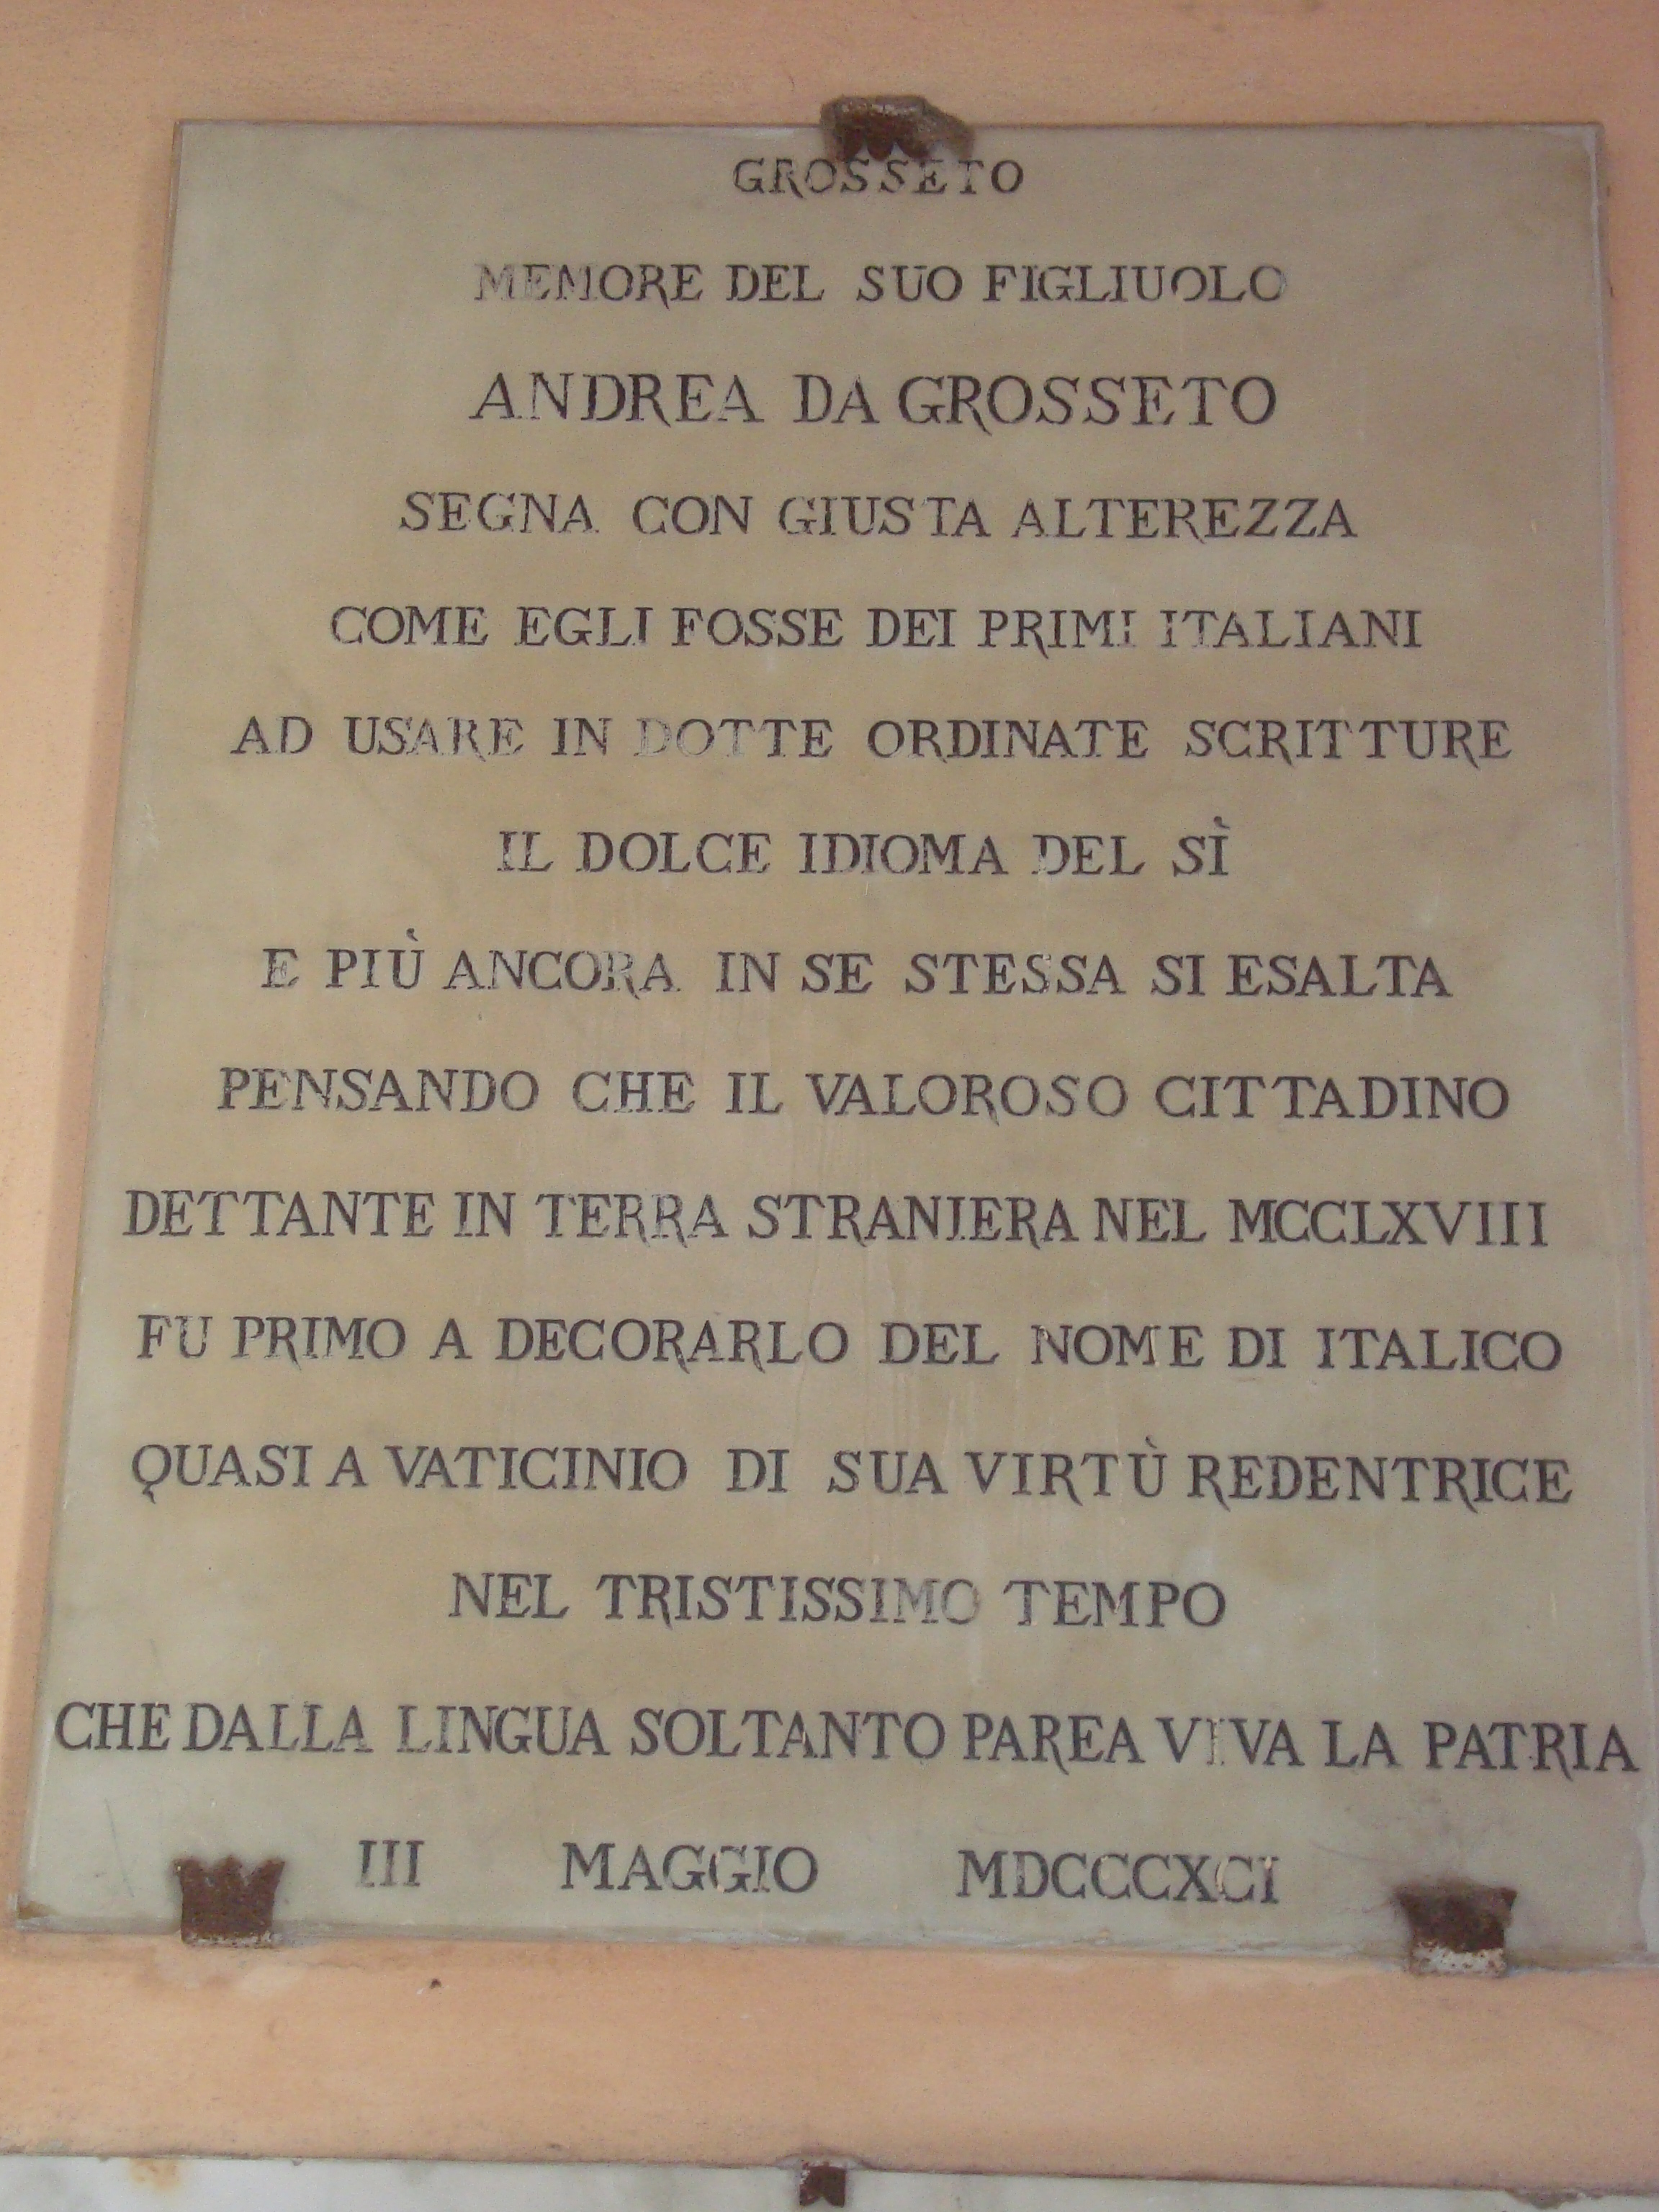 GROSSETO
MEMORE DEL SUO FIGLIUOLO
ANDREA DA GROSSETO
SEGNA CON GIUSTA ALTEREZZA
COME EGLI FOSSE DEI PRIMI ITALIANI
AD USARE IN DOTTE ORDINATE SCRITTURE
IL DOLCE IDIOMA DEL SÌ
E PIÙ ANCORA IN SE STESSA SI ESALTA
PENSANDO CHE IL VALOROSO CITTADINO
DETTANTE IN TERRA STRANIERA NEL MCCLXVIII
FU PRIMO A DECORARLO DEL NOME DI ITALICO
QUASI A VATICINIO DI SUA VIRTÙ REDENTRICE
NEL TRISTISSIMO TEMPO
CHE DALLA LINGUA SOLTANTO PAREA VIVA LA PATRIA
III MAGGIO MDCCCXCI